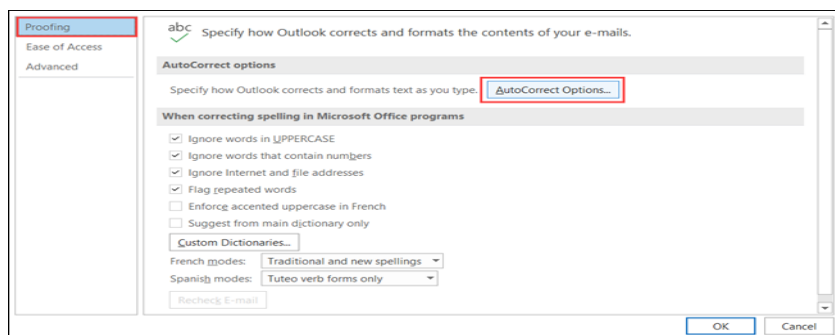 Proofing
Ease of Access
Advanced
abc
Specify how Outlook corrects and formats the contents of your e-mails.
AutoCorrect options
Specify how Outlook corrects and formats text as you type.
AutoCorrect Options...
When correcting spelling in Microsoft Office programs
Ignore words in UPPERCASE
Ignore words that contain numbers
Ignore Internet and file addresses
Flag repeated words
Enforce accented uppercase in French
Suggest from main dictionary only
Custom Dictionaries...
French modes: Traditional and new spellings
Spanish modes: Tuteo verb forms only
Recheck E-mail
OK Cancel